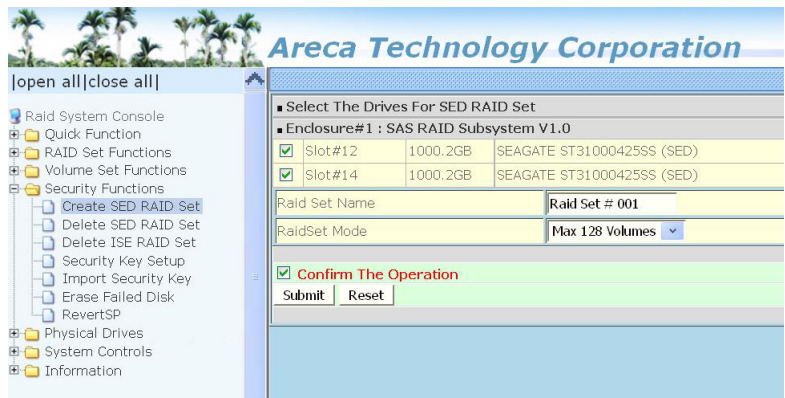 Areca Technology Corporation
|open all|close all|
Raid System Console
Quick Function
RAID Set Functions
Volume Set Functions
Security Functions
Create SED RAID Set
Delete SED RAID Set
Delete ISE RAID Set
Security Key Setup
Import Security Key
Erase Failed Disk
RevertSP
Physical Drives
System Controls
Information
Select The Drives For SED RAID Set
Enclosure#1 : SAS RAID Subsystem V1.0
Slot#12 1000.2GB SEAGATE ST31000425SS (SED)
Slot#14 1000.2GB SEAGATE ST31000425SS (SED)
Raid Set Name Raid Set # 001
RaidSet Mode Max 128 Volumes
Confirm The Operation
Submit Reset